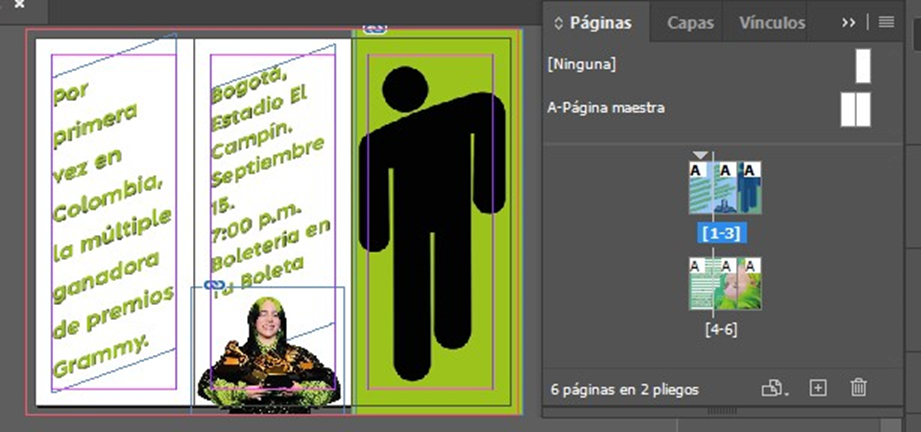 Por
primera
vez en
Colombia,
la múltiple
ganadora
de premios
Grammy.
Bogotá,
Estadio El
Campín.
Septiembre
15.
7:00 p.m.
Boleteria en
Tu Boleta
Páginas
Capas
Vínculos
[Ninguna]
A-Página maestra
A A A
[1-3]
A A A
[4-6]
6 páginas en 2 pliegos